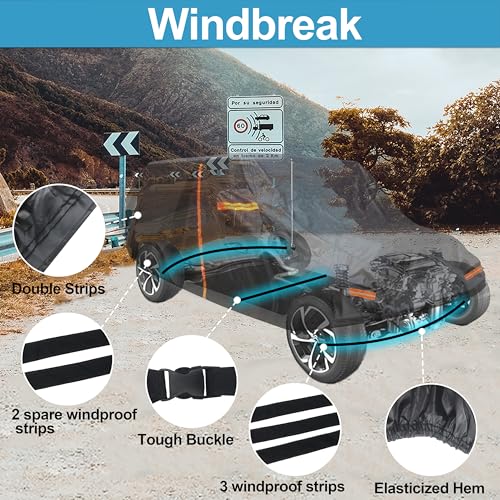 Windbreak
Por su seguridad
60
Control de velocidad
Double Strips
2 spare windproof
strips
Tough Buckle
3 windproof strips
Elasticized Hem